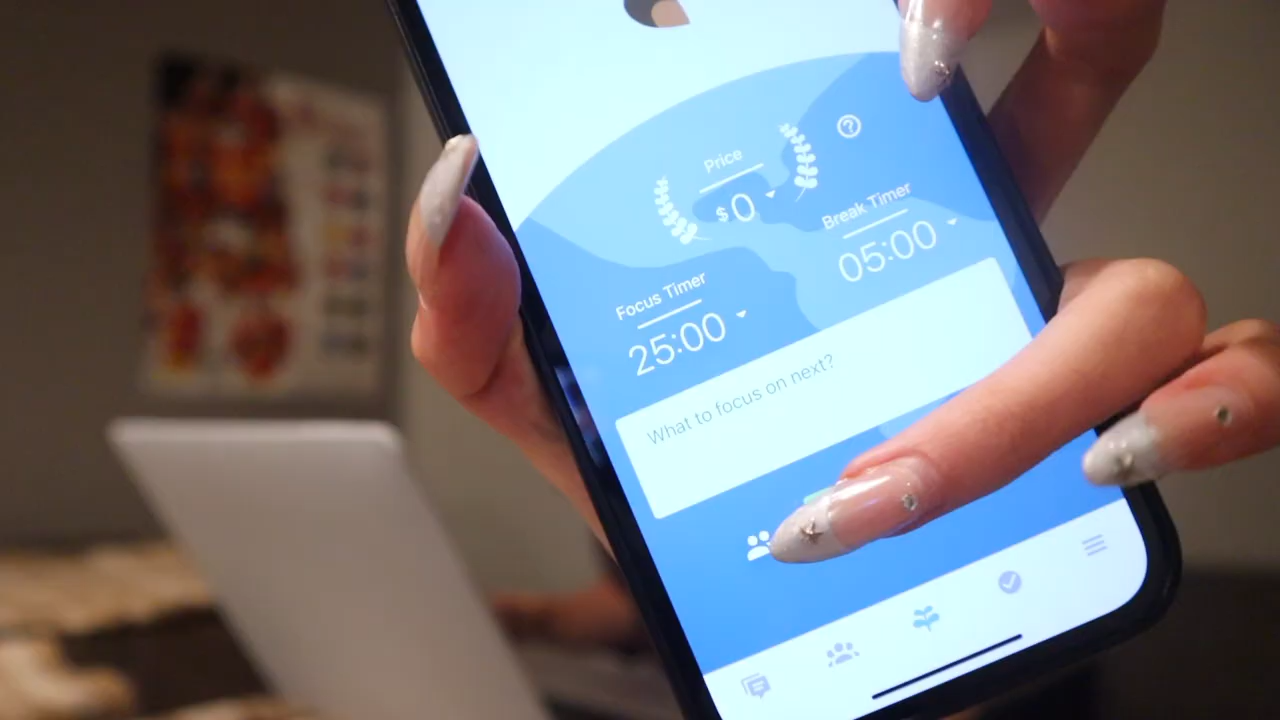 Price
$0
Break Timer
05:00
Focus Timer
25:00
What to focus on next?